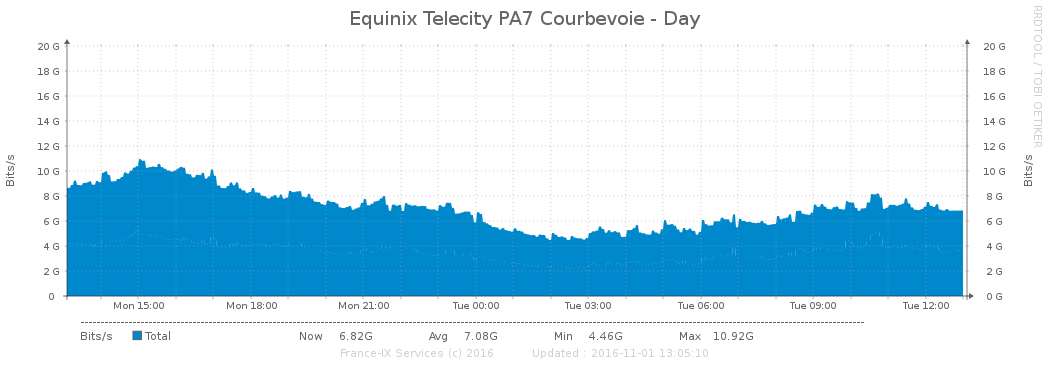 Equinix Telecity PA7 Courbevoie - Day
RRDTOOL / TOBI OETIKER
Bits/s
Bits/s
20 G 20 G
18 G 18 G
16 G 16 G
14 G 14 G
12 G 12 G
10 G 10 G
8 G 8 G
6 G 6 G
4 G 4 G
2 G 2 G
0 0 G
Mon 15:00 Mon 18:00 Mon 21:00 Tue 00:00 Tue 03:00 Tue 06:00 Tue 09:00 Tue 12:00
Bits/s Total Now 6.82G Avg 7.08G Min 4.46G Max 10.92G
France-IX Services (c) 2016 Updated : 2016-11-01 13:05:10